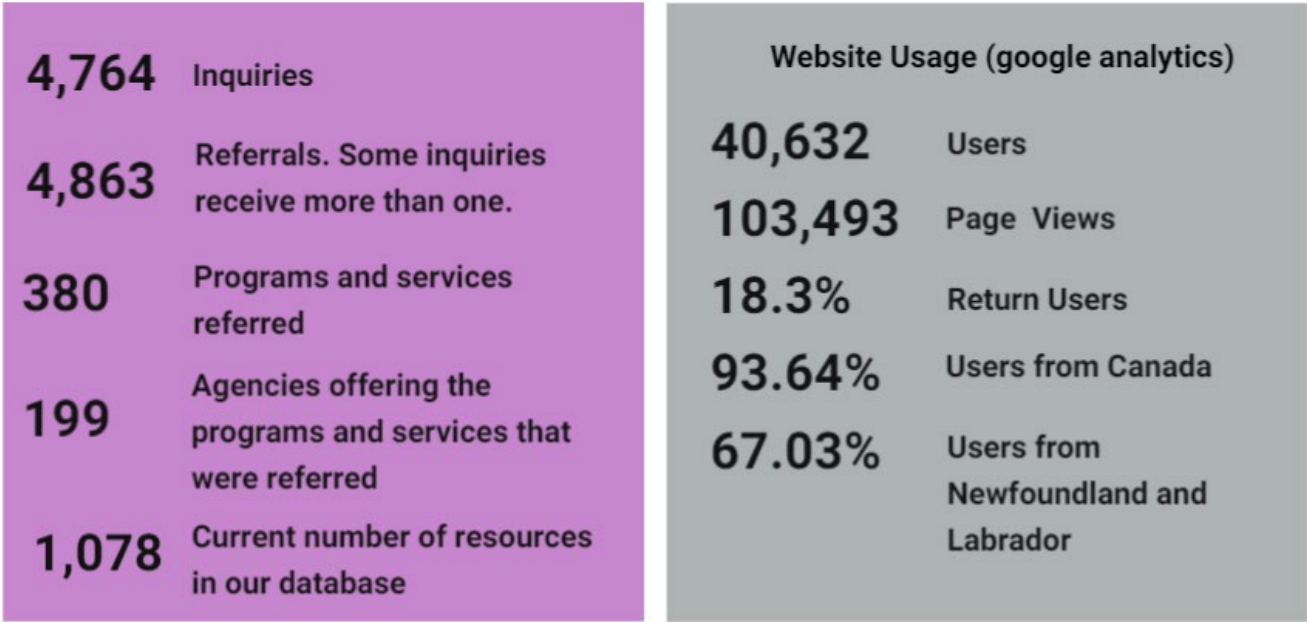 4,764 Inquiries
4,863 Referrals. Some inquiries
receive more than one.
380 Programs and services
referred
199 Agencies offering the
programs and services that
were referred
1,078 Current number of resources
in our database
Website Usage (google analytics)
40,632 Users
103,493 Page Views
18.3% Return Users
93.64% Users from Canada
67.03% Users from
Newfoundland and
Labrador